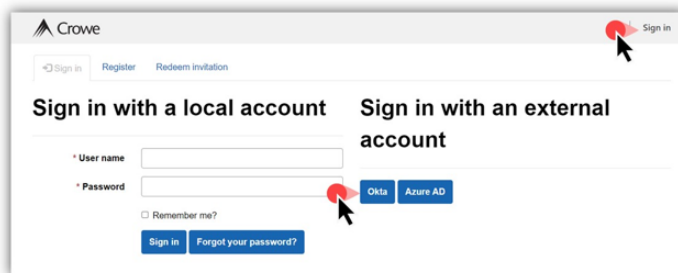 Crowe
Sign in
Sign in
Register
Redeem invitation
Sign in with a local account
* User name
* Password
Remember me?
Sign in
Forgot your password?
Sign in with an external
account
Okta
Azure AD